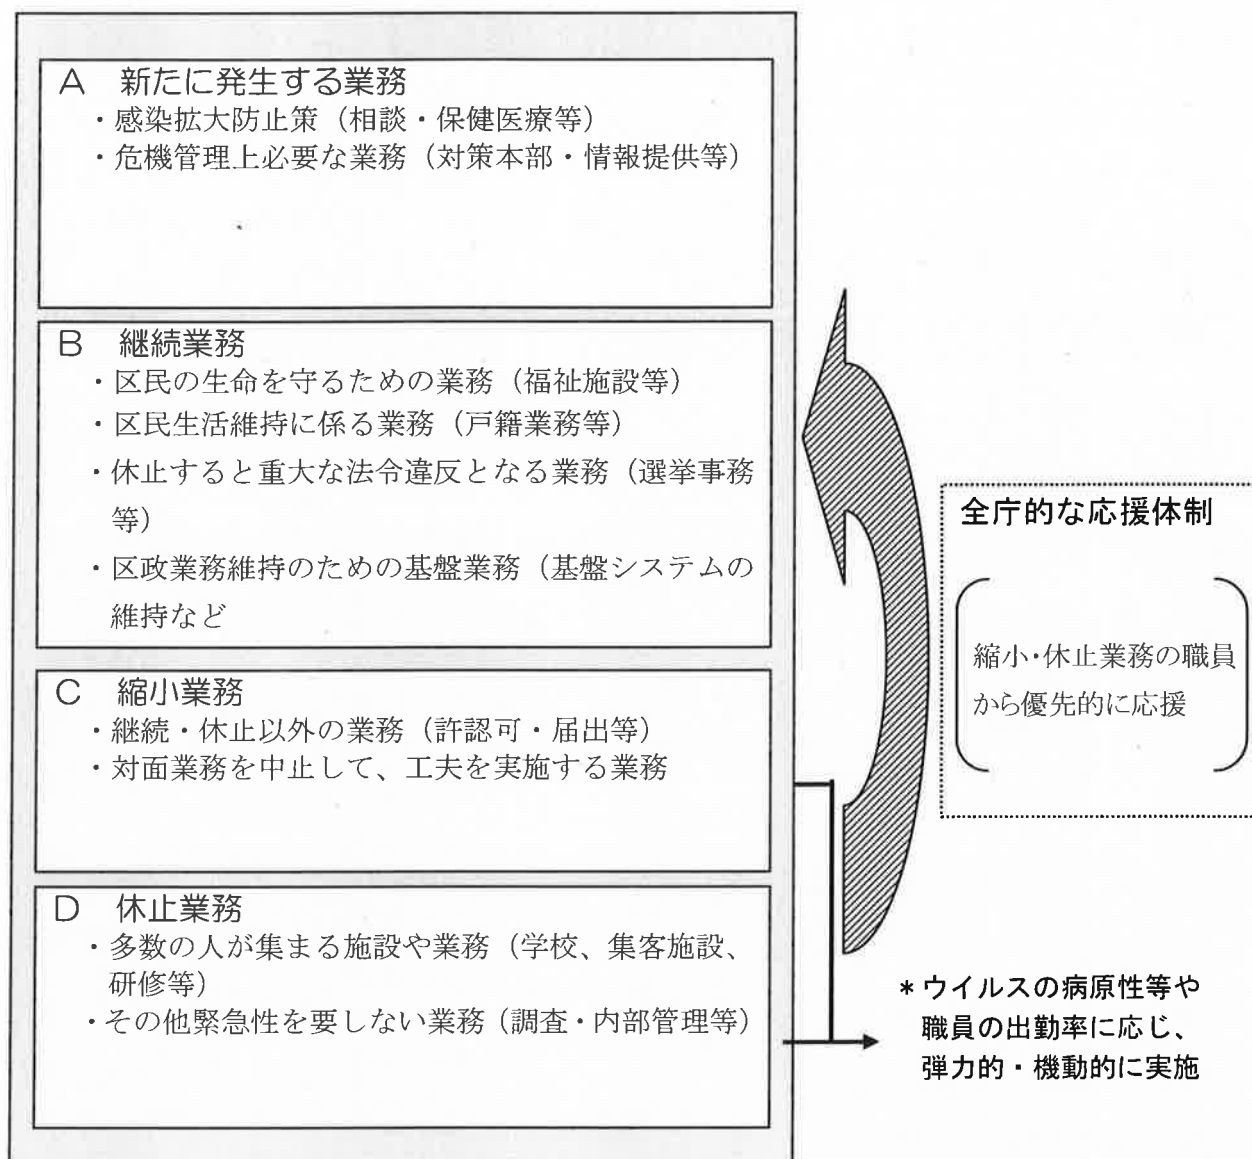 A 新たに発生する業務
・感染拡大防止策（相談・保健医療等）
・危機管理上必要な業務（対策本部・情報提供等）
B 継続業務
・区民の生命を守るための業務（福祉施設等）
・区民生活維持に係る業務（戸籍業務等）
・休止すると重大な法令違反となる業務（選挙事務
等）
・区政業務維持のための基盤業務（基盤システムの
維持など
C 縮小業務
・継続・休止以外の業務（許認可・届出等）
・対面業務を中止して、工夫を実施する業務
D 休止業務
・多数の人が集まる施設や業務（学校、集客施設、
研修等）
・その他緊急性を要しない業務（調査・内部管理等）
全庁的な応援体制
縮小・休止業務の職員
から優先的に応援
＊ウイルスの病原性等や
職員の出勤率に応じ、
弾力的・機動的に実施